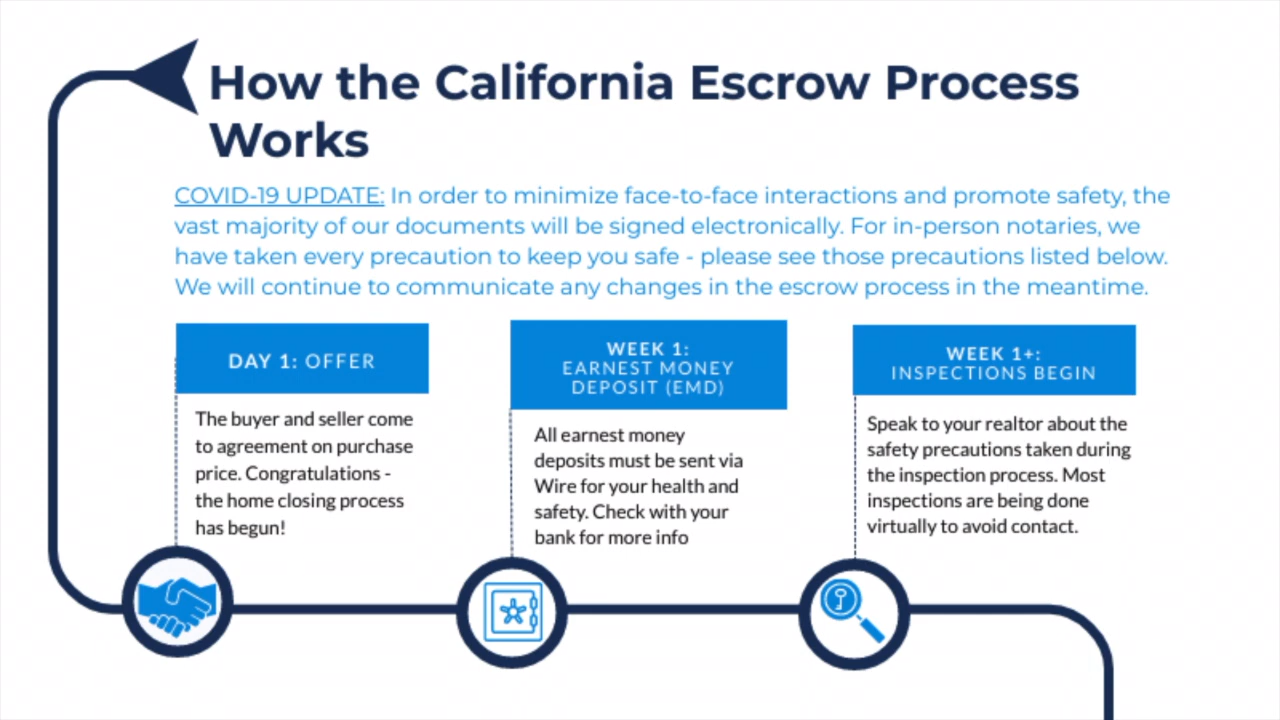 How the California Escrow Process
Works
COVID-19 UPDATE: In order to minimize face-to-face interactions and promote safety, the
vast majority of our documents will be signed electronically. For in-person notaries, we
have taken every precaution to keep you safe - please see those precautions listed below.
We will continue to communicate any changes in the escrow process in the meantime.
DAY 1: OFFER
The buyer and seller come
to agreement on purchase
price. Congratulations -
the home closing process
has begun!
WEEK 1:
EARNEST MONEY
DEPOSIT (EMD)
All earnest money
deposits must be sent via
Wire for your health and
safety. Check with your
bank for more info
WEEK 1+:
INSPECTIONS BEGIN
Speak to your realtor about the
safety precautions taken during
the inspection process. Most
inspections are being done
virtually to avoid contact.